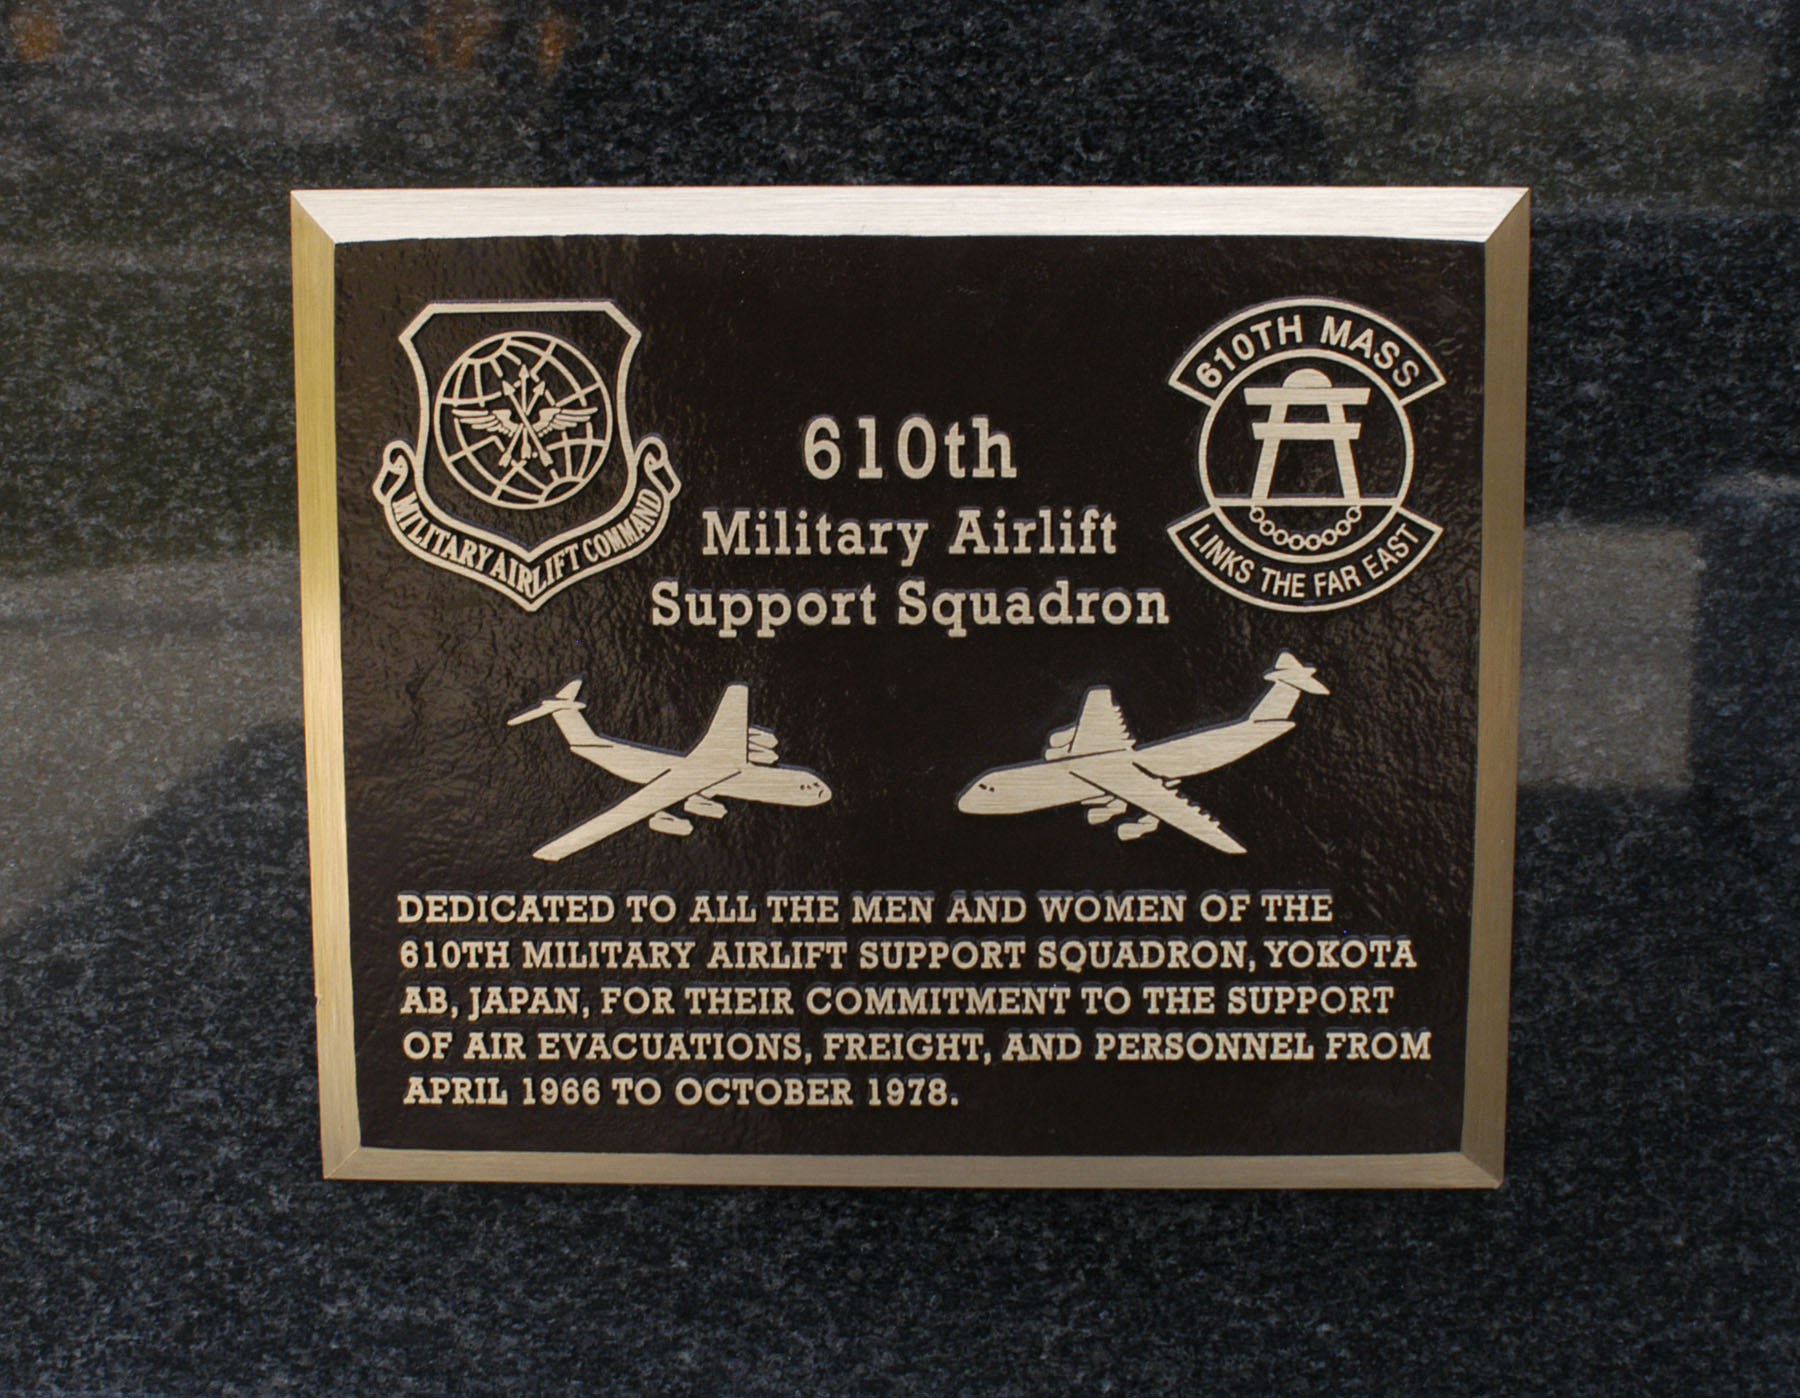 MILITARY AIRLIFT COMMAND
610TH MASS
LINKS THE FAR EAST
610th
Military Airlift
Support Squadron
DEDICATED TO ALL THE MEN AND WOMEN OF THE
610TH MILITARY AIRLIFT SUPPORT SQUADRON, YOKOTA
AB, JAPAN, FOR THEIR COMMITMENT TO THE SUPPORT
OF AIR EVACUATIONS, FREIGHT, AND PERSONNEL FROM
APRIL 1966 TO OCTOBER 1978.